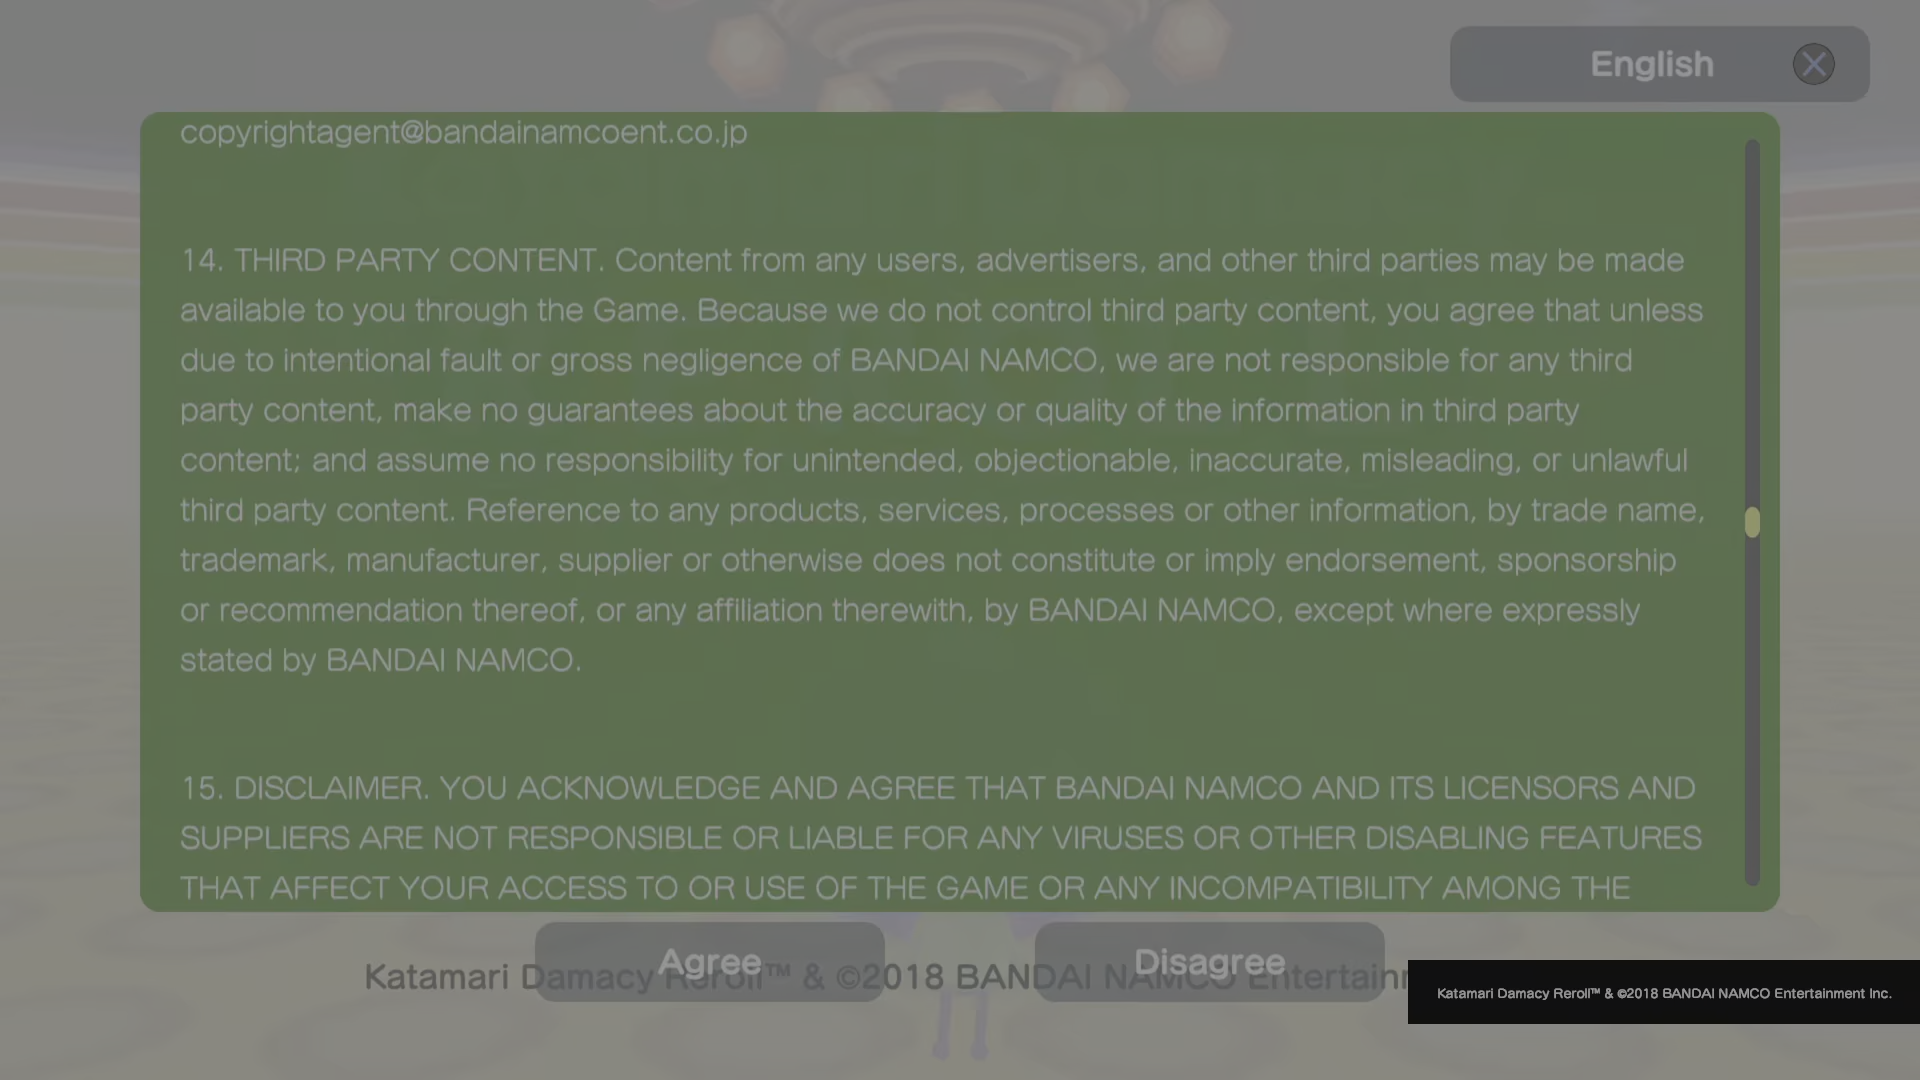 English
copyrightagent@bandainamcoent.co.jp
14. THIRD PARTY CONTENT. Content from any users, advertisers, and other third parties may be made
available to you through the Game. Because we do not control third party content, you agree that unless
due to intentional fault or gross negligence of BANDAI NAMCO, we are not responsible for any third
party content, make no guarantees about the accuracy or quality of the information in third party
content; and assume no responsibility for unintended, objectionable, inaccurate, misleading, or unlawful
third party content. Reference to any products, services, processes or other information, by trade name,
trademark, manufacturer, supplier or otherwise does not constitute or imply endorsement, sponsorship
or recommendation thereof, or any affiliation therewith, by BANDAI NAMCO, except where expressly
stated by BANDAI NAMCO.
15. DISCLAIMER. YOU ACKNOWLEDGE AND AGREE THAT BANDAI NAMCO AND ITS LICENSORS AND
SUPPLIERS ARE NOT RESPONSIBLE OR LIABLE FOR ANY VIRUSES OR OTHER DISABLING FEATURES
THAT AFFECT YOUR ACCESS TO OR USE OF THE GAME OR ANY INCOMPATIBILITY AMONG THE
Agree
Disagree
Katamari Damacy Reroll™ & ©2018 BANDAI NAMCO Entertainm
Katamari Damacy Reroll™ & ©2018 BANDAI NAMCO Entertainment Inc.